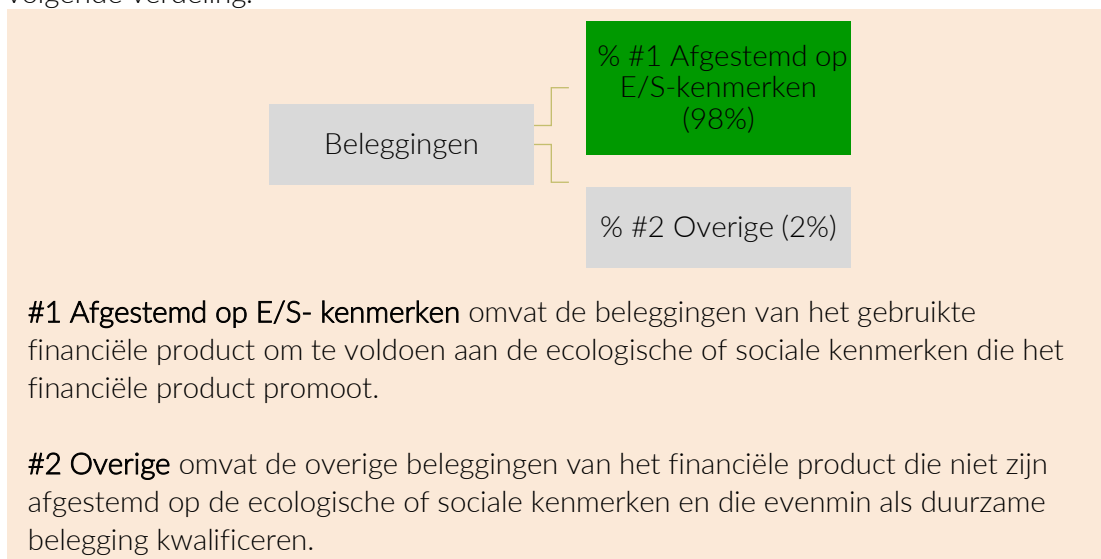 volgende verdeling:
% #1 Afgestemd op
E/S-kenmerken
(98%)
Beleggingen
% #2 Overige (2%)
#1 Afgestemd op E/S- kenmerken omvat de beleggingen van het gebruikte
financiële product om te voldoen aan de ecologische of sociale kenmerken die het
financiële product promoot.
#2 Overige omvat de overige beleggingen van het financiële product die niet zijn
afgestemd op de ecologische of sociale kenmerken en die evenmin als duurzame
belegging kwalificeren.